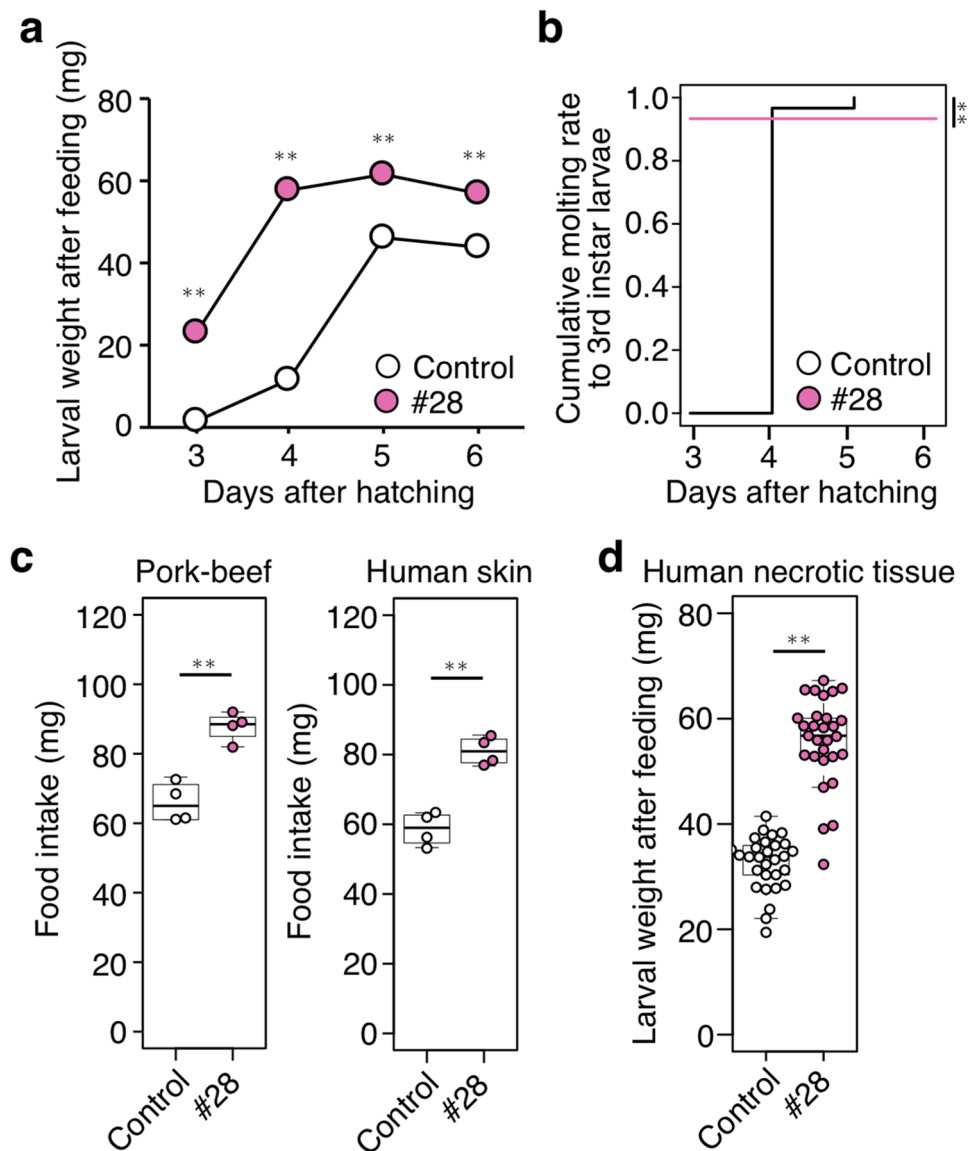 a
Larval weight after feeding (mg)
80
60
40
20
0
**
**
**
**
Control
#28
3 4 5 6
Days after hatching
b
Cumulative molting rate
to 3rd instar larvae
1.0
0.8
0.6
0.4
0.2
0.0
**
Control
#28
3 4 5 6
Days after hatching
c
Pork-beef
Food intake (mg)
120
100
80
60
40
20
0
**
Control
#28
Human skin
Food intake (mg)
120
100
80
60
40
20
0
**
Control
#28
d
Human necrotic tissue
Larval weight after feeding (mg)
80
60
40
20
0
**
Control
#28